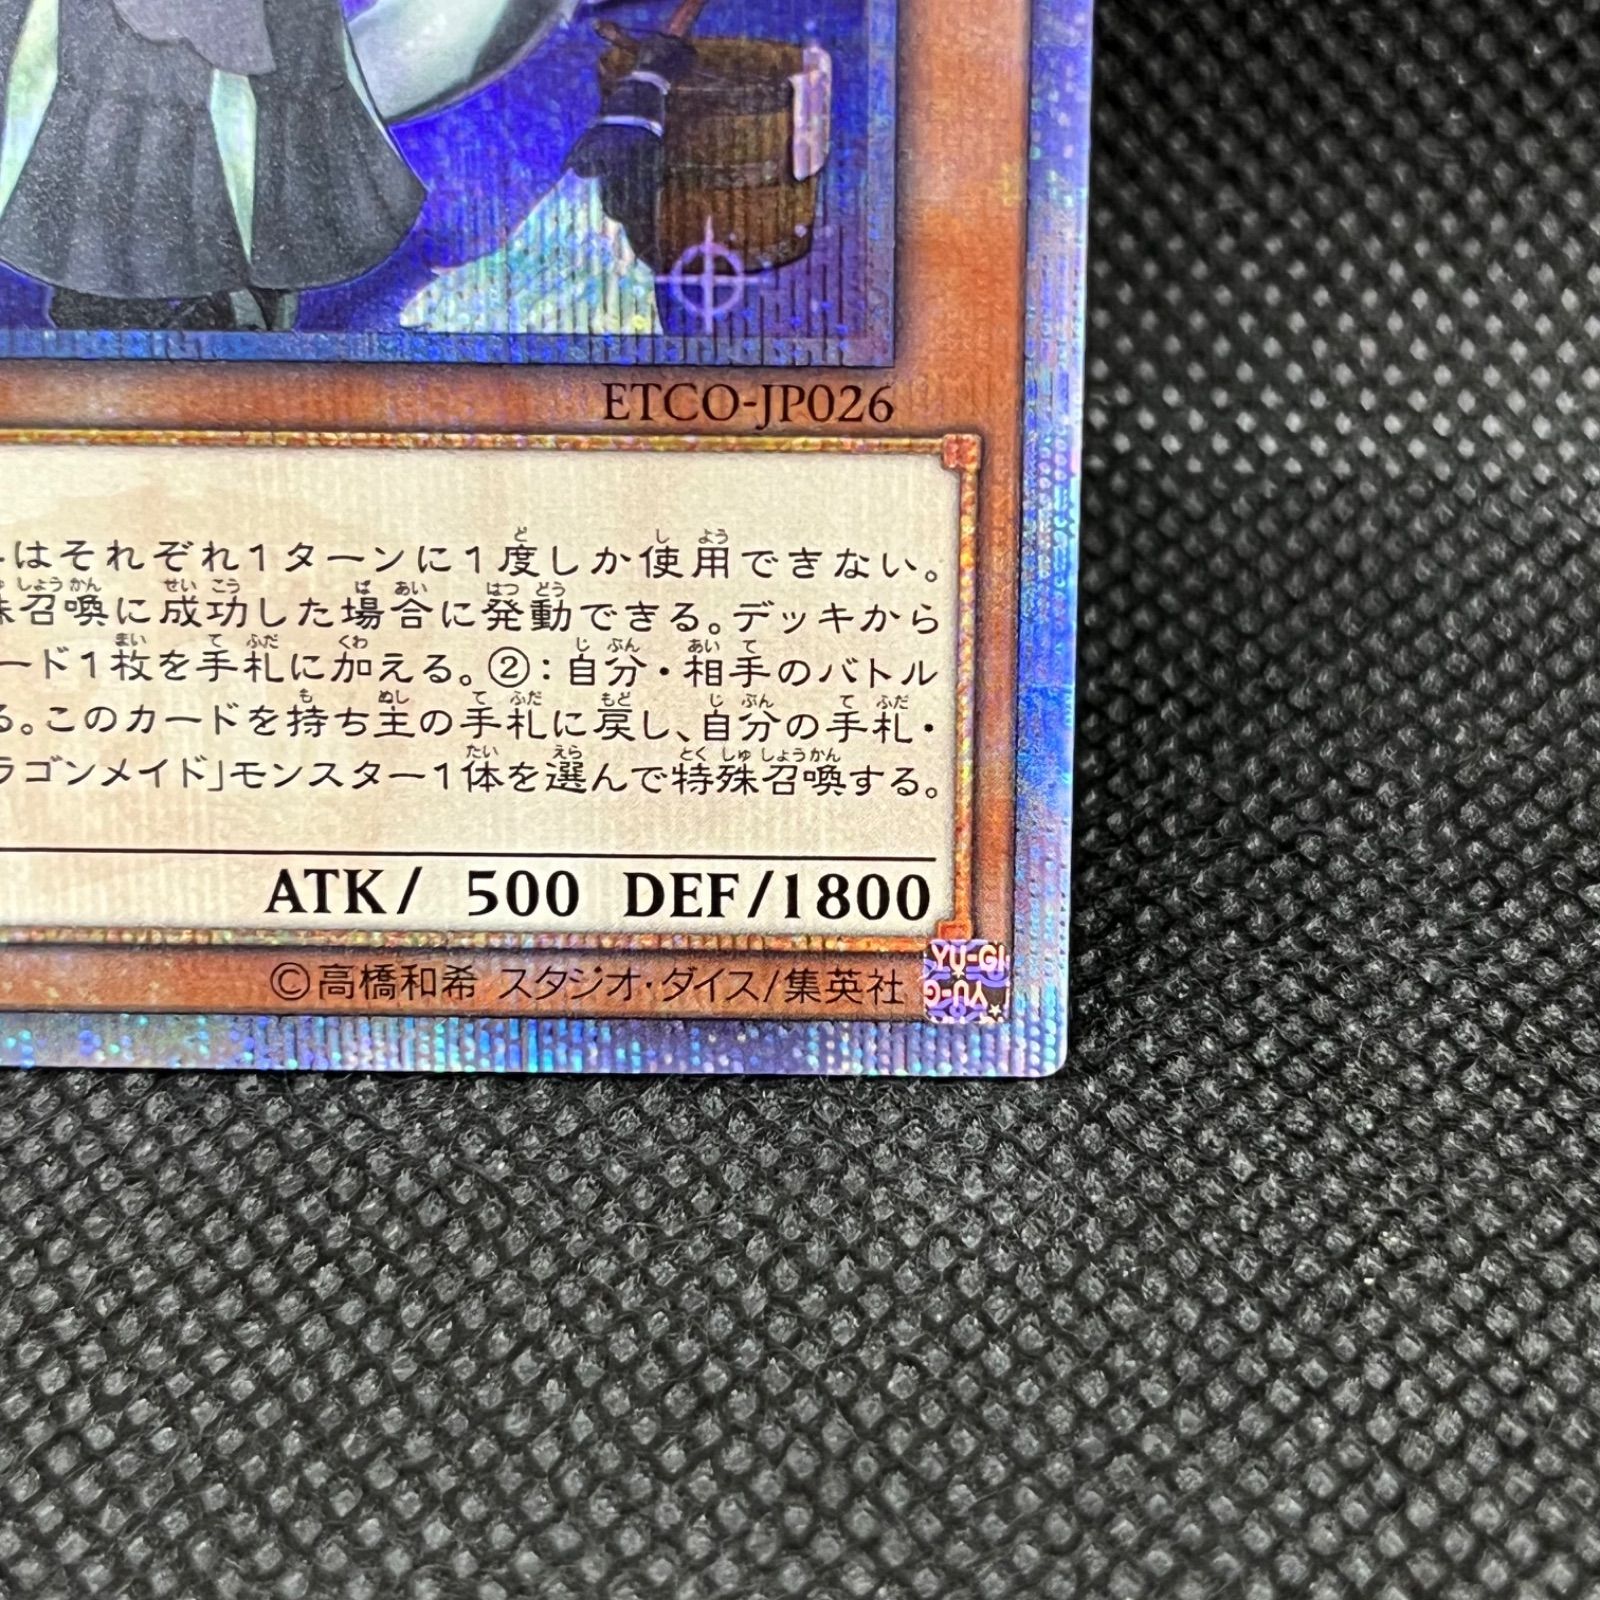 ETCO-JP026
はそれぞれ1ターンに1度しか使用できない。
殊召喚に成功した場合に発動できる。デッキから
ード1枚を手札に加える。②:自分・相手のバトル
る。このカードを持ち主の手札に戻し、自分の手札・
ラゴンメイド」モンスター1体を選んで特殊召喚する。
ATK/ 500 DEF/1800
©高橋和希 スタジオ・ダイス/集英社
YU-GI